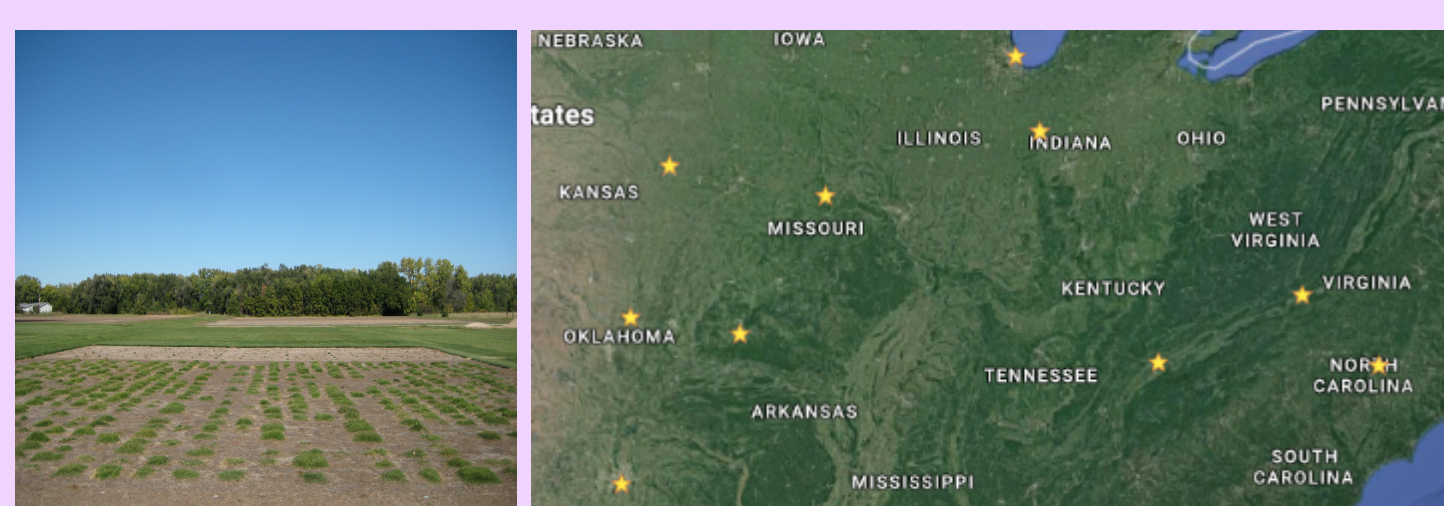 NEBRASKA
IOWA
tates
PENNSYLVAN
ILLINOIS
INDIANA
OHIO
KANSAS
MISSOURI
WEST
VIRGINIA
KENTUCKY
VIRGINIA
OKLAHOMA
TENNESSEE
NORTH
CAROLINA
ARKANSAS
SOUTH
CAROLINA
MISSISSIPPI